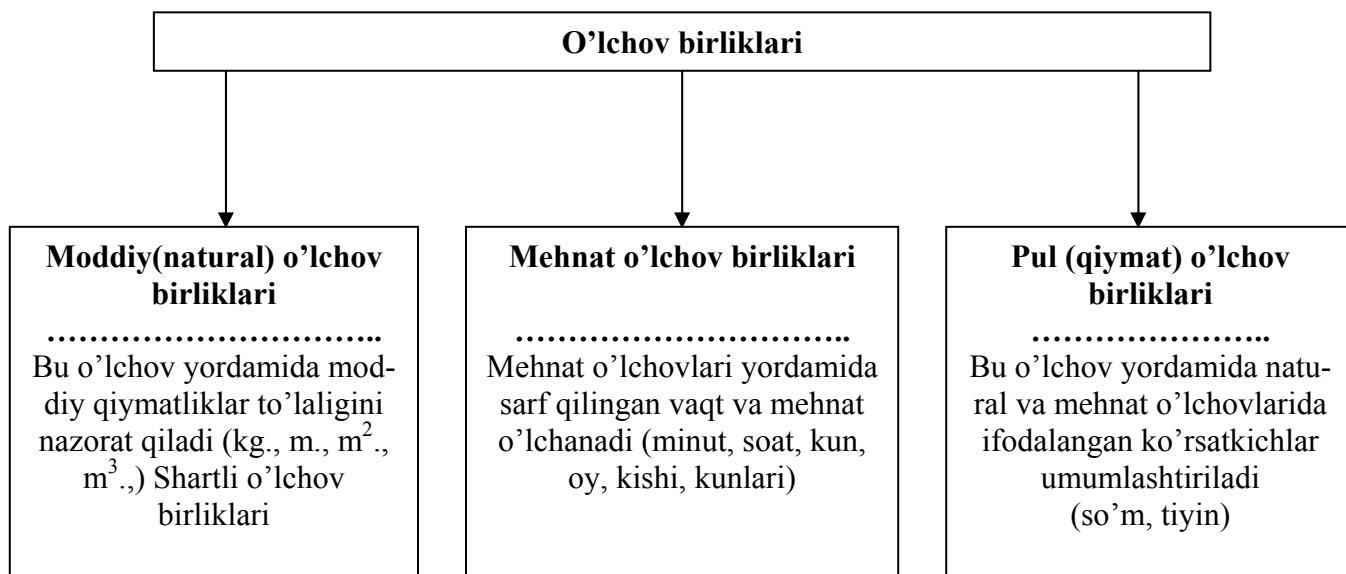 O’lchov birliklari
Moddiy(natural) o’lchov
birliklari
…………………………..
Bu o’lchov yordamida mod-
diy qiymatliklar to’laligini
nazorat qiladi (kg., m., m².,
m³.,) Shartli o’lchov
birliklari
Mehnat o’lchov birliklari
…………………………..
Mehnat o’lchovlari yordamida
sarf qilingan vaqt va mehnat
o’lchanadi (minut, soat, kun,
oy, kishi, kunlari)
Pul (qiymat) o’lchov
birliklari
…………………..
Bu o’lchov yordamida natu-
ral va mehnat o’lchovlarida
ifodalangan ko’rsatkichlar
umumlashtiriladi
(so’m, tiyin)